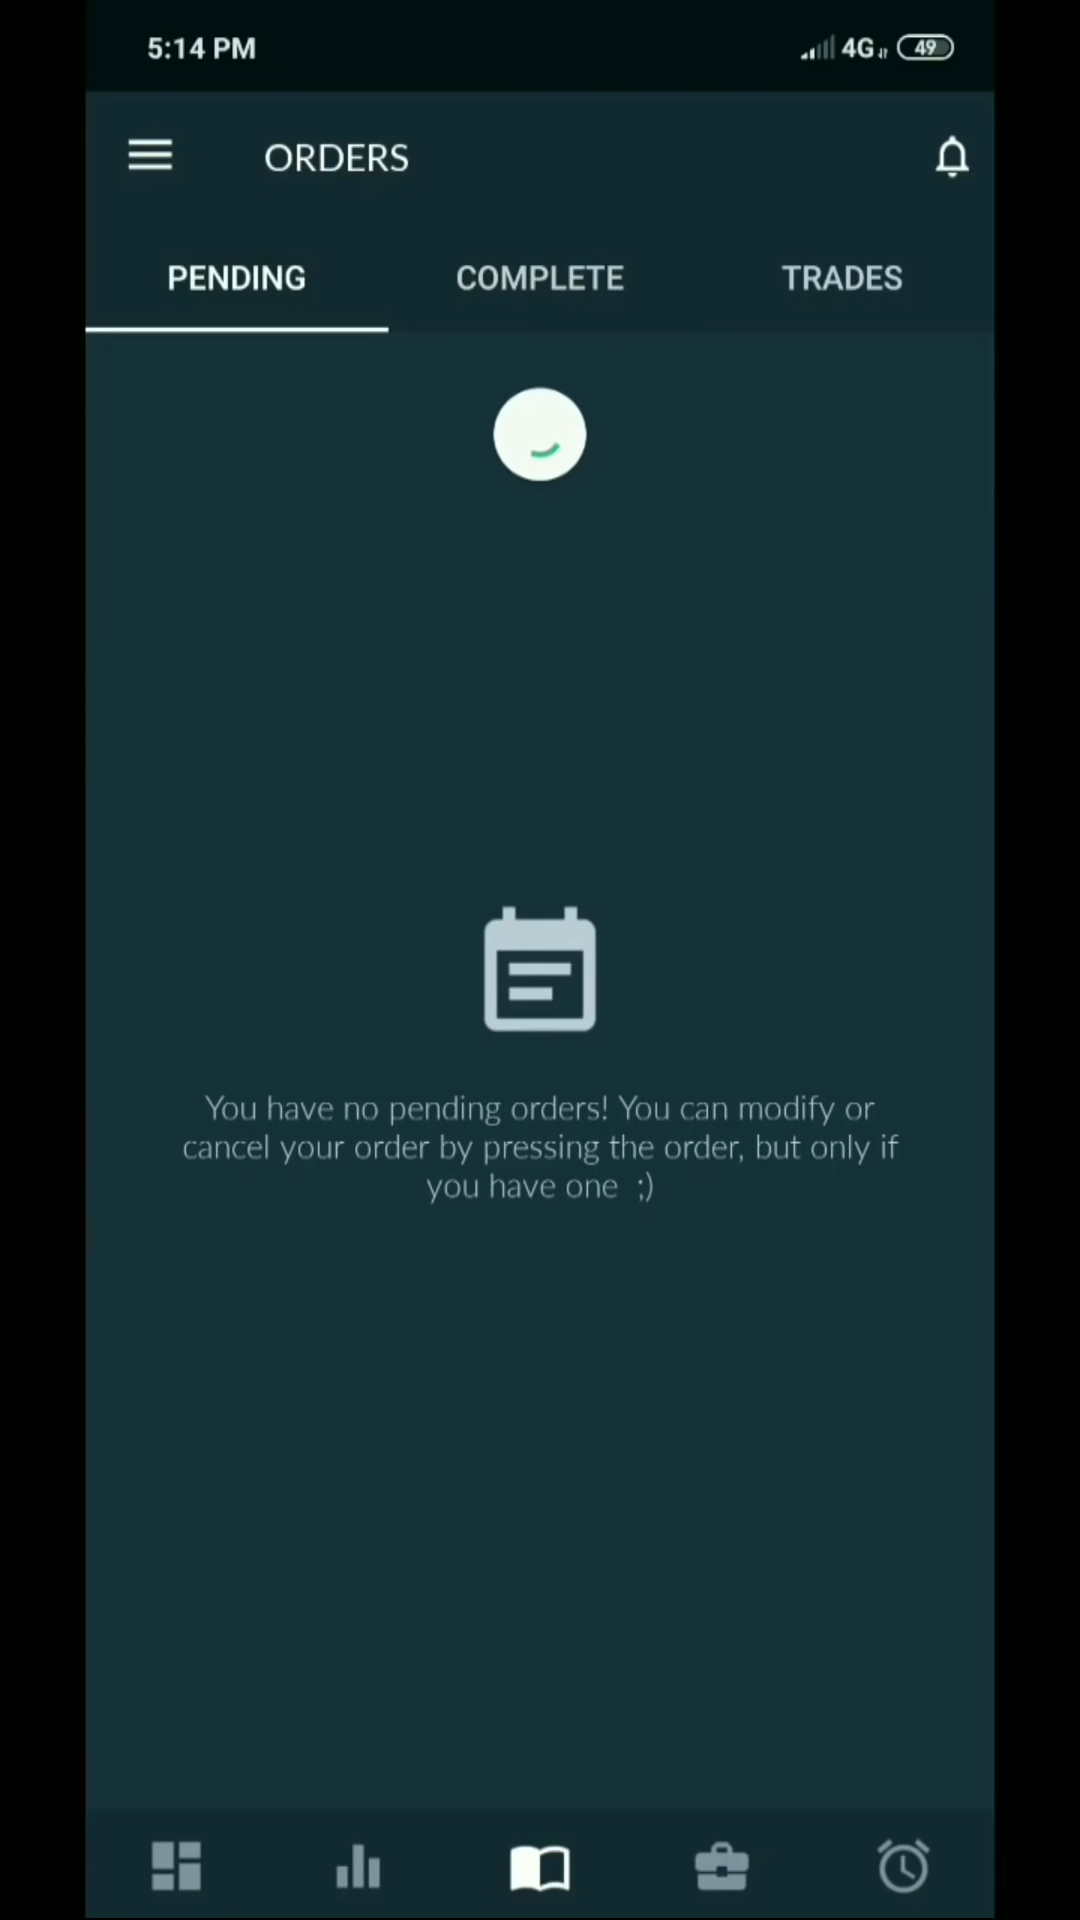 5:14 PM
4G
49
ORDERS
PENDING
COMPLETE
TRADES
You have no pending orders! You can modify or
cancel your order by pressing the order, but only if
you have one ;)